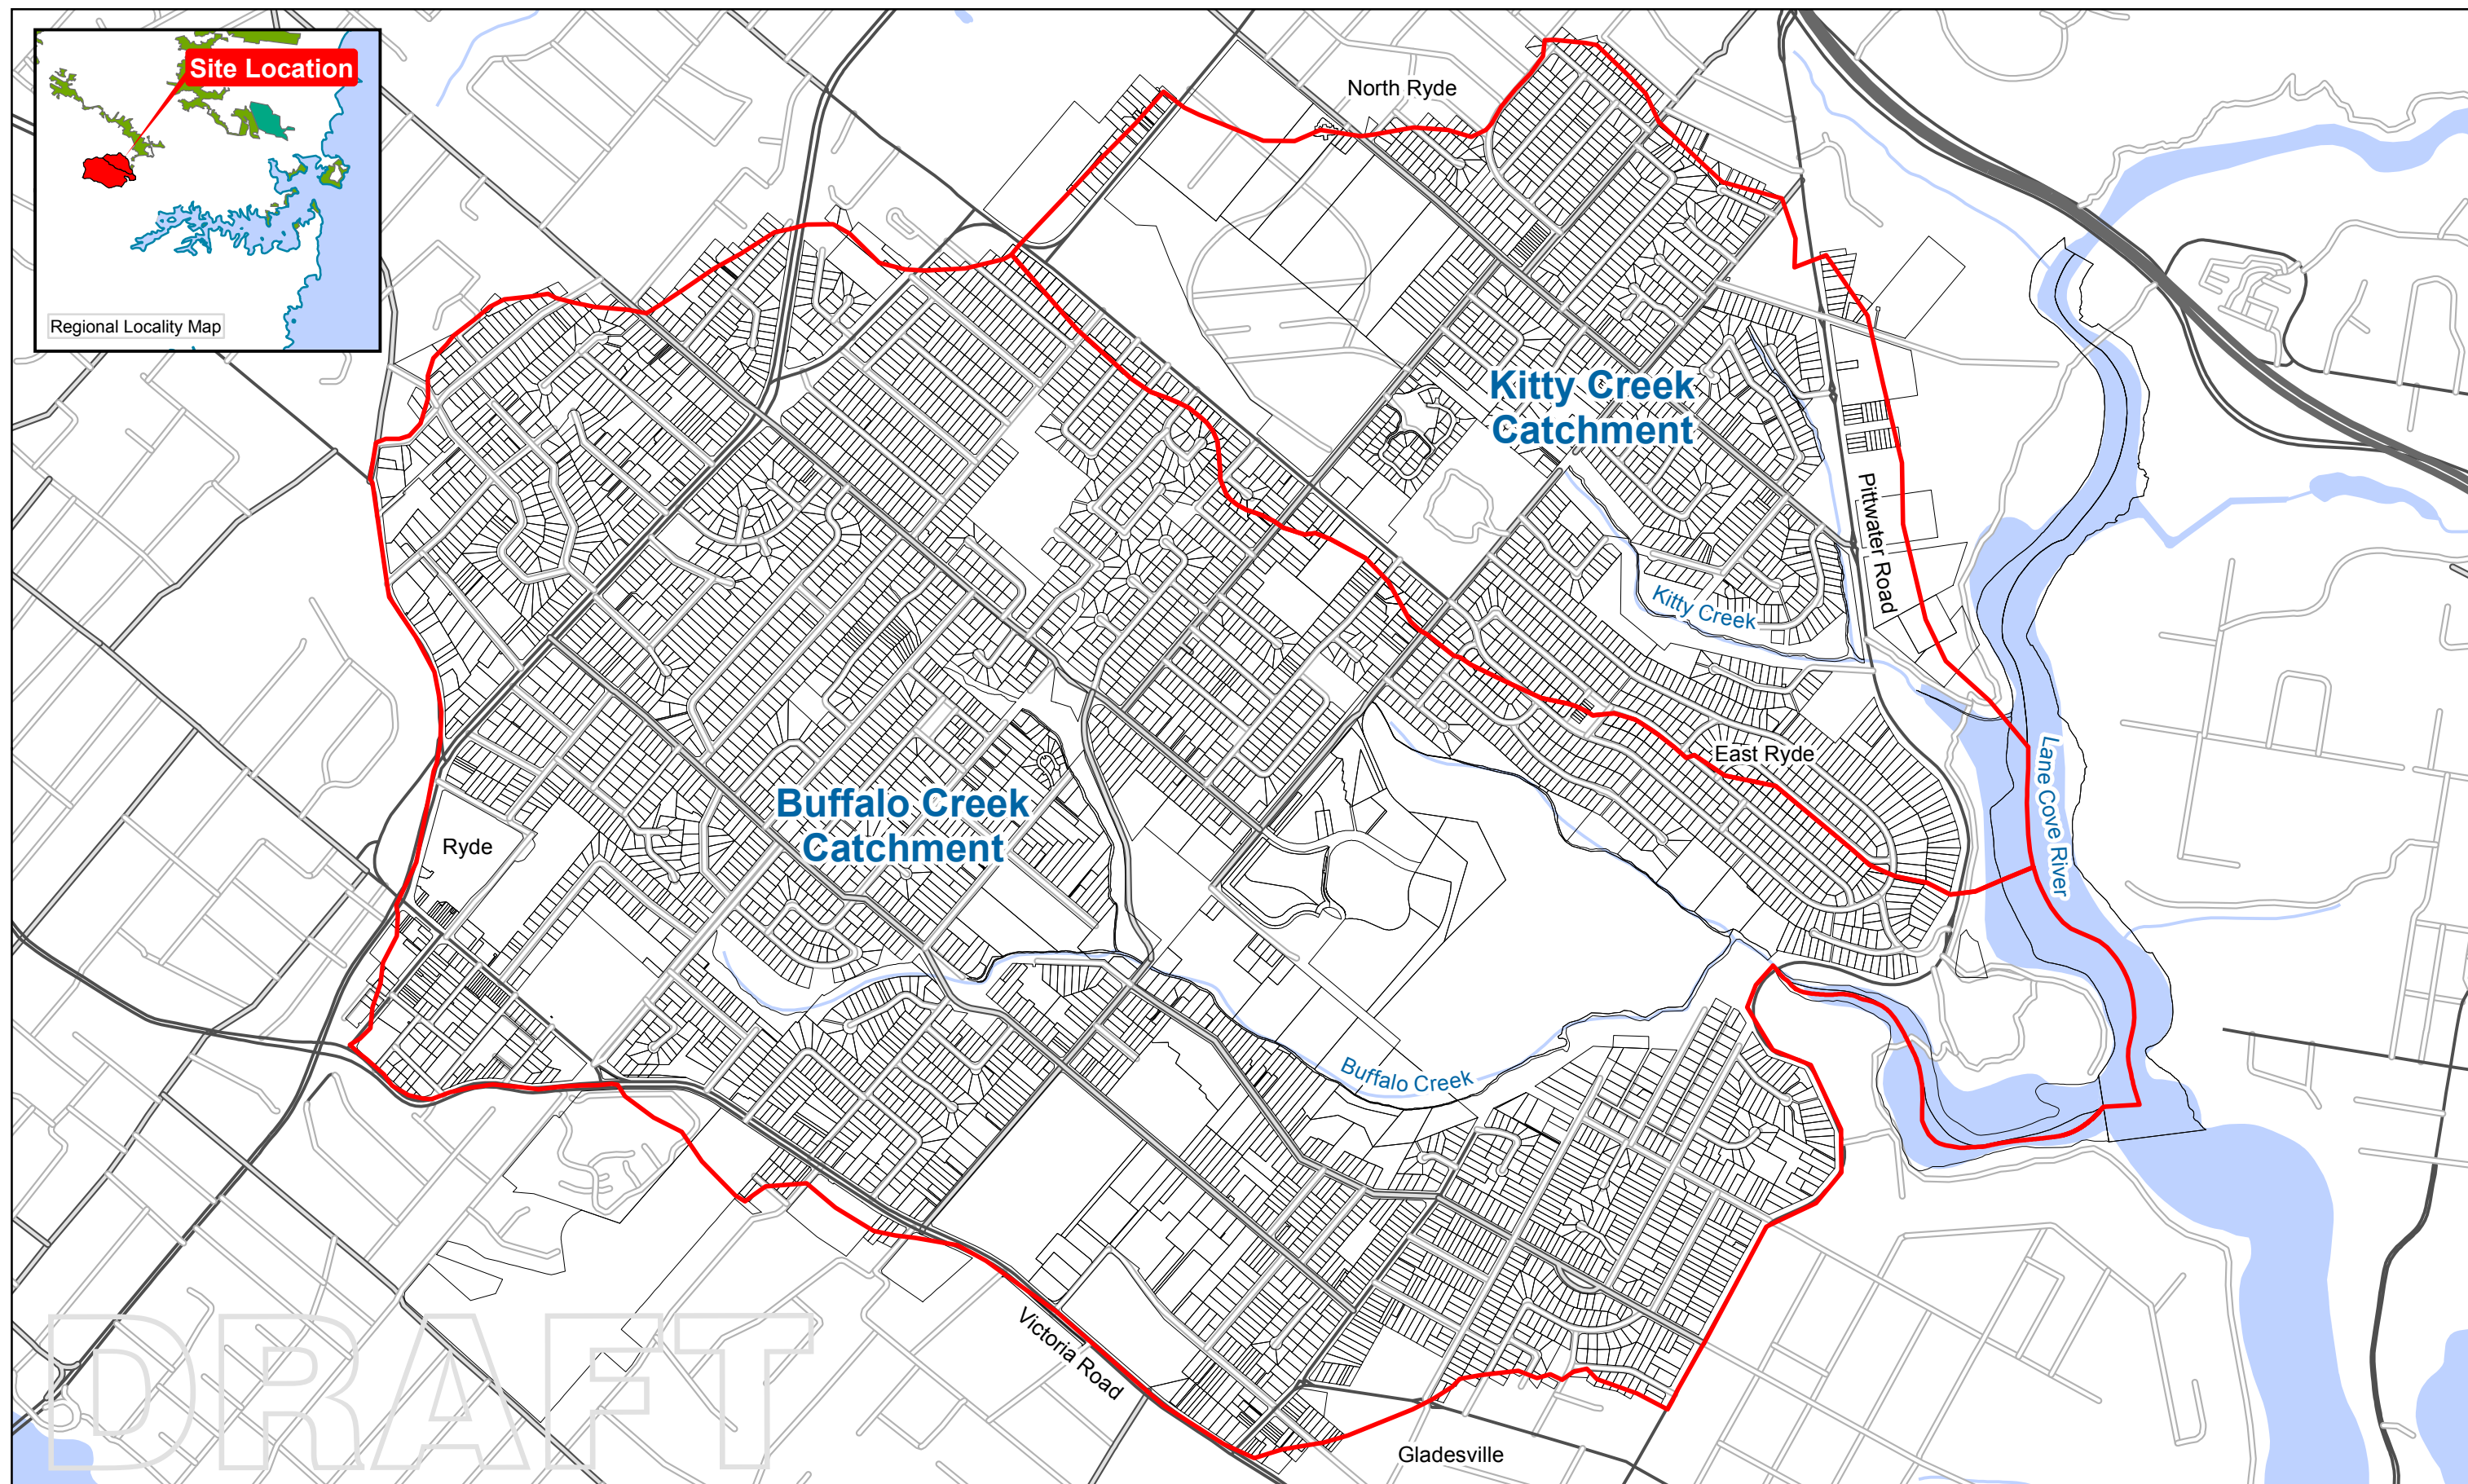 Site Location
Regional Locality Map
North Ryde
Kitty Creek
Catchment
Pittwater Road
Kitty Creek
East Ryde
Lane Cove River
Buffalo Creek
Catchment
Ryde
Buffalo Creek
Victoria Road
Gladesville
DRAFT